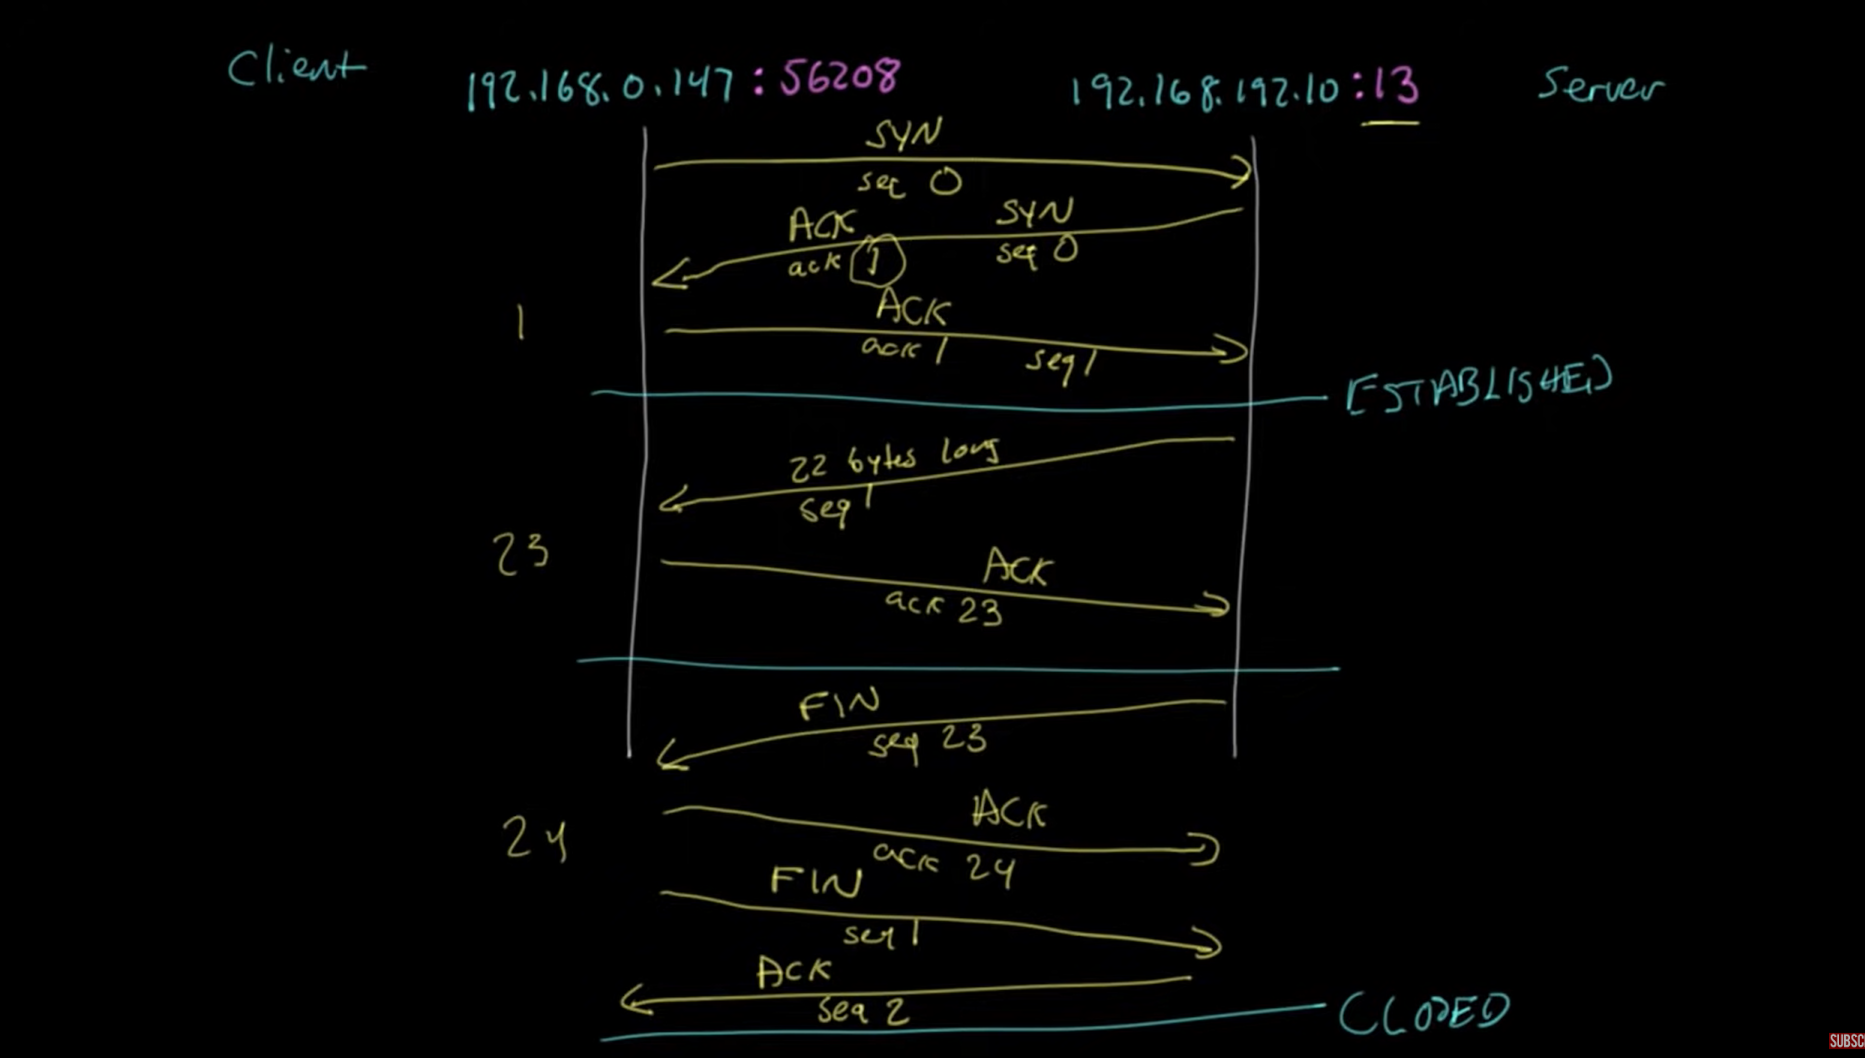 Client 192.168.0.147:56208 192.168.192.10:13 Server
SYN
seq 0
ACK SYN
ack 1 seq 0
1
ACK
ack 1 seq 1
ESTABLISHED
22 bytes long
seq 1
23
ACK
ack 23
FIN
seq 23
24
ACK
ack 24
FIN
seq 1
ACK
seq 2
CLOSED
SUBSC